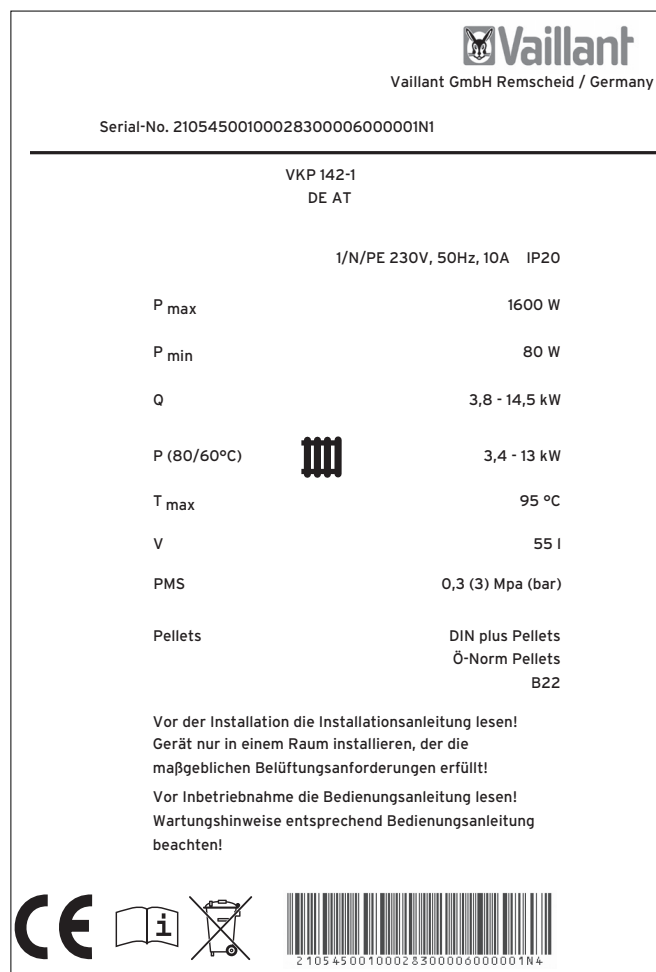 Vaillant
Vaillant GmbH Remscheid / Germany
Serial-No. 21054500100028300006000001N1
VKP 142-1
DE AT
1/N/PE 230V, 50Hz, 10A IP20
P max 1600 W
P min 80 W
Q 3,8 - 14,5 kW
P (80/60°C) 3,4 - 13 kW
T max 95 °C
V 55 l
PMS 0,3 (3) Mpa (bar)
Pellets DIN plus Pellets
Ö-Norm Pellets
B22
Vor der Installation die Installationsanleitung lesen!
Gerät nur in einem Raum installieren, der die
maßgeblichen Belüftungsanforderungen erfüllt!
Vor Inbetriebnahme die Bedienungsanleitung lesen!
Wartungshinweise entsprechend Bedienungsanleitung
beachten!
CE i
21054500100028300006000001N4